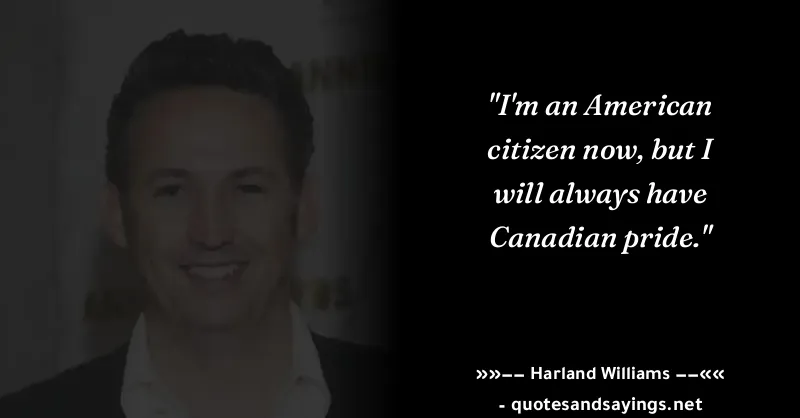 "I'm an American
citizen now, but I
will always have
Canadian pride."
»»–– Harland Williams ––««
- quotesandsayings.net